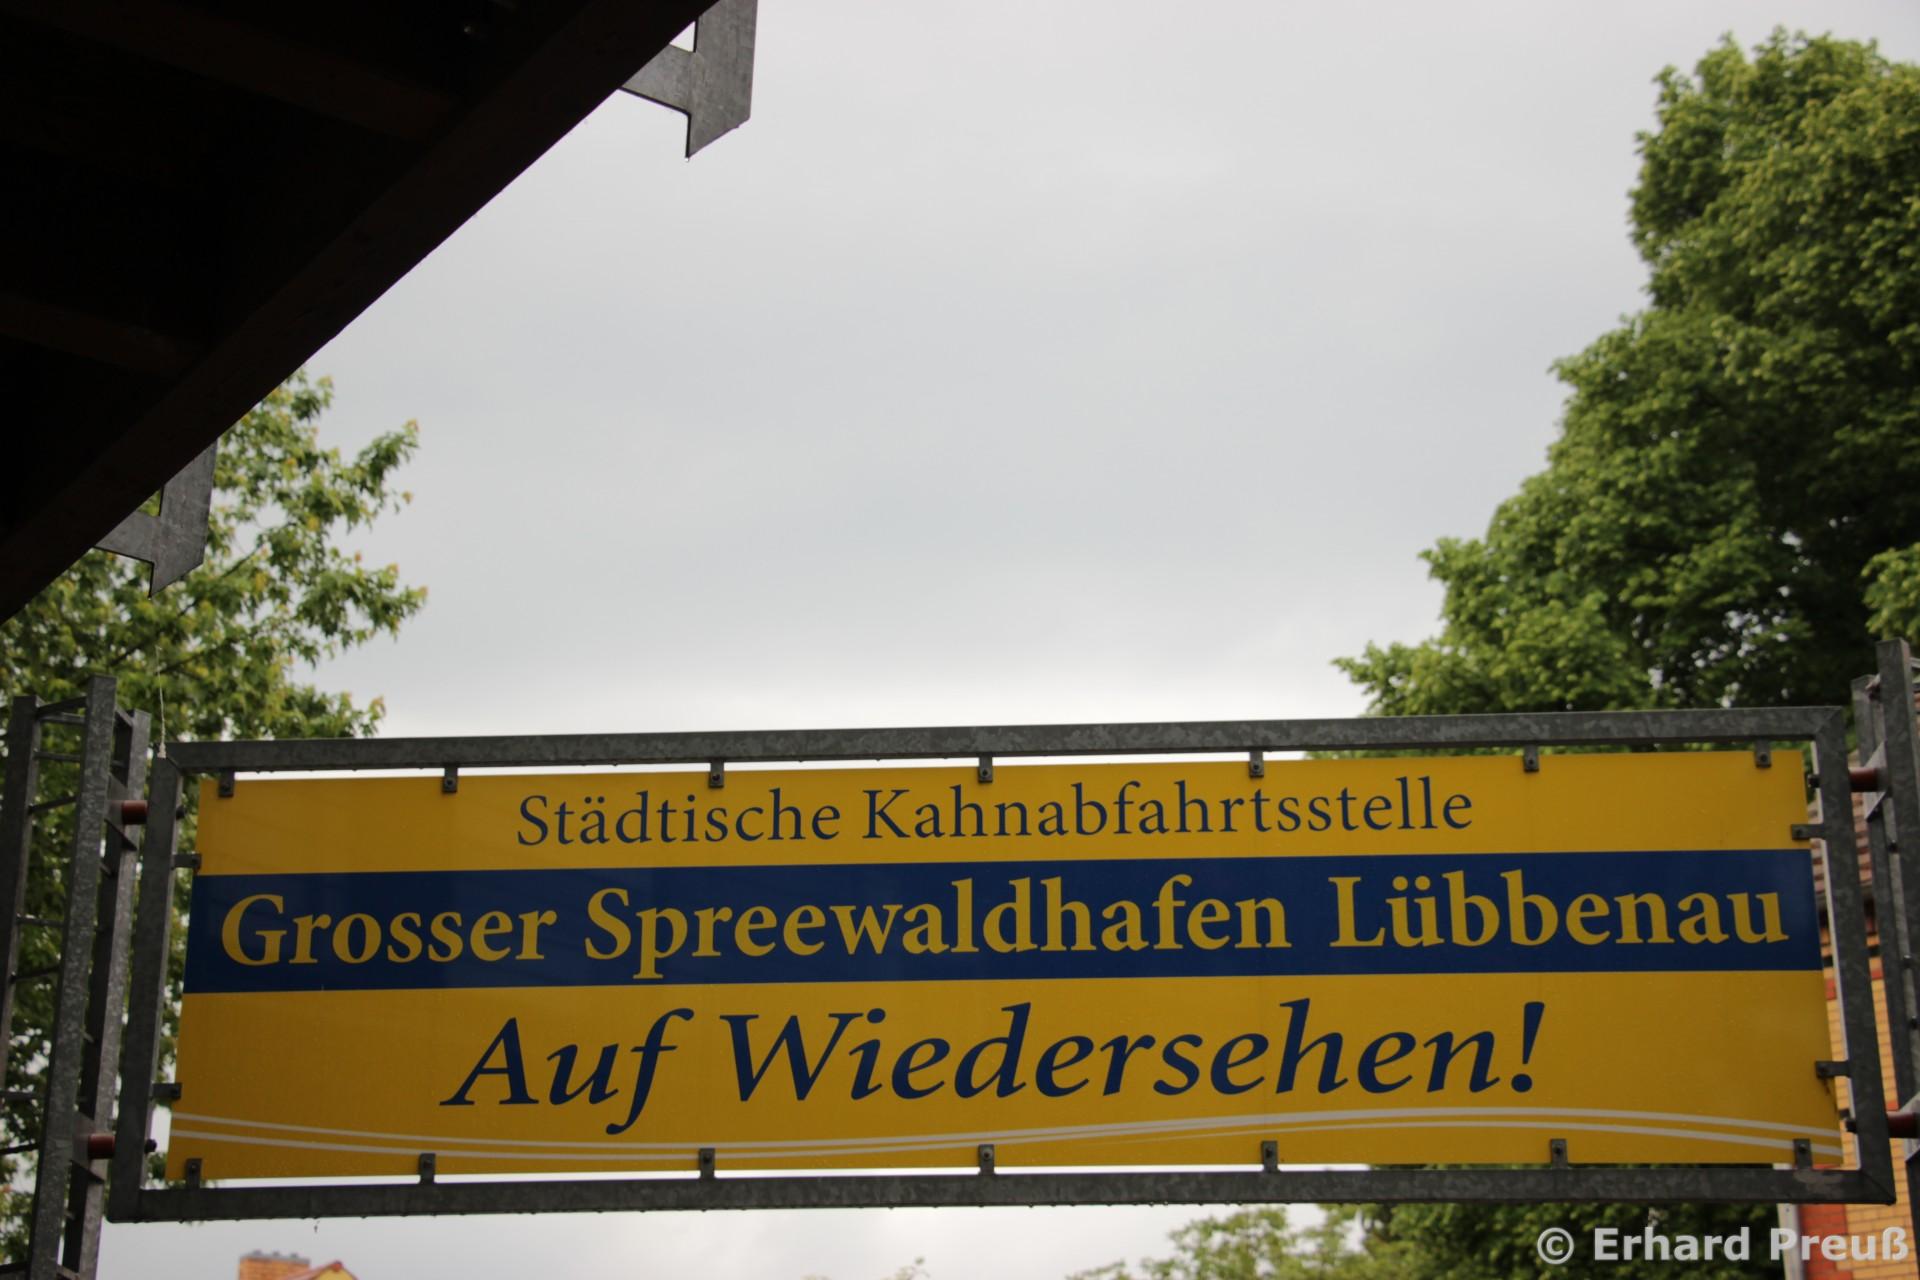 Städtische Kahnabfahrtsstelle
Grosser Spreewaldhafen Lübbenau
Auf Wiedersehen!
© Erhard Preuß